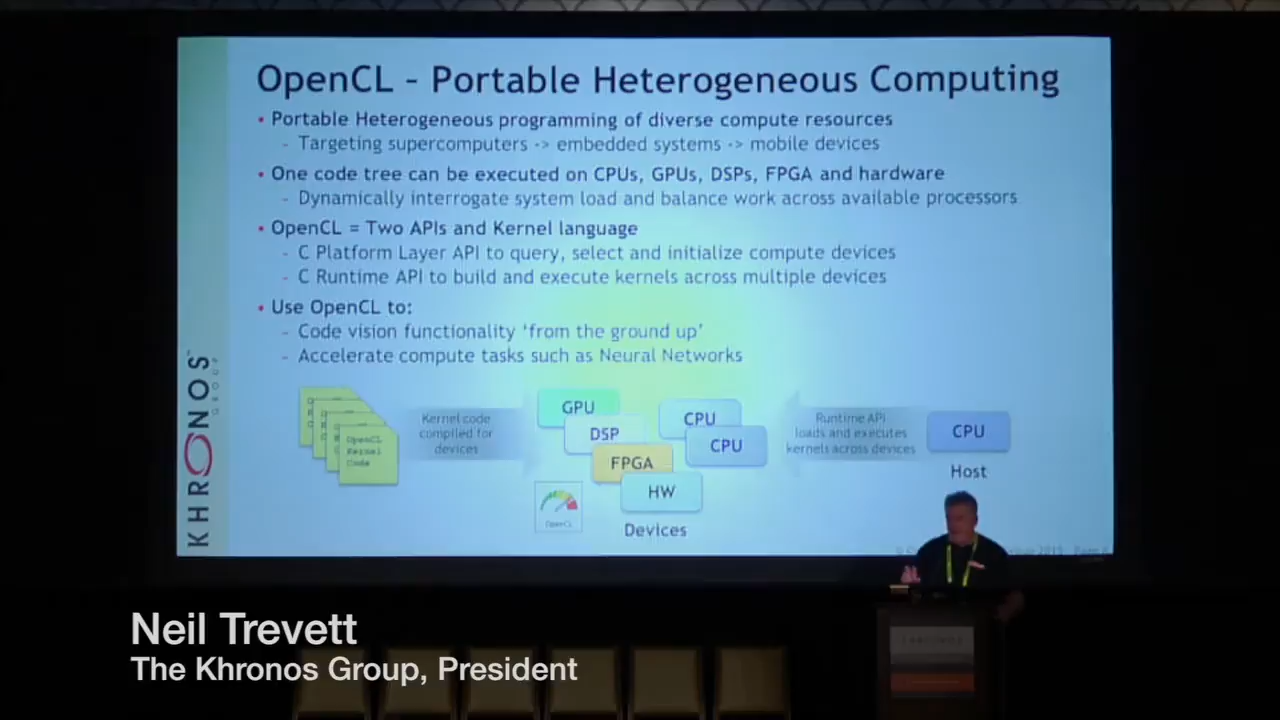 OpenCL - Portable Heterogeneous Computing
• Portable Heterogeneous programming of diverse compute resources
- Targeting supercomputers -> embedded systems -> mobile devices
• One code tree can be executed on CPUs, GPUs, DSPs, FPGA and hardware
- Dynamically interrogate system load and balance work across available processors
• OpenCL = Two APIs and Kernel language
- C Platform Layer API to query, select and initialize compute devices
- C Runtime API to build and execute kernels across multiple devices
• Use OpenCL to:
- Code vision functionality ‘from the ground up’
- Accelerate compute tasks such as Neural Networks
OpenCL
Kernel
Code
Kernel code
compiled for
devices
GPU
DSP
FPGA
HW
CPU
CPU
Devices
OpenCL
Runtime API
loads and executes
kernels across devices
CPU
Host
KHRONOS
GROUP
Neil Trevett
The Khronos Group, President